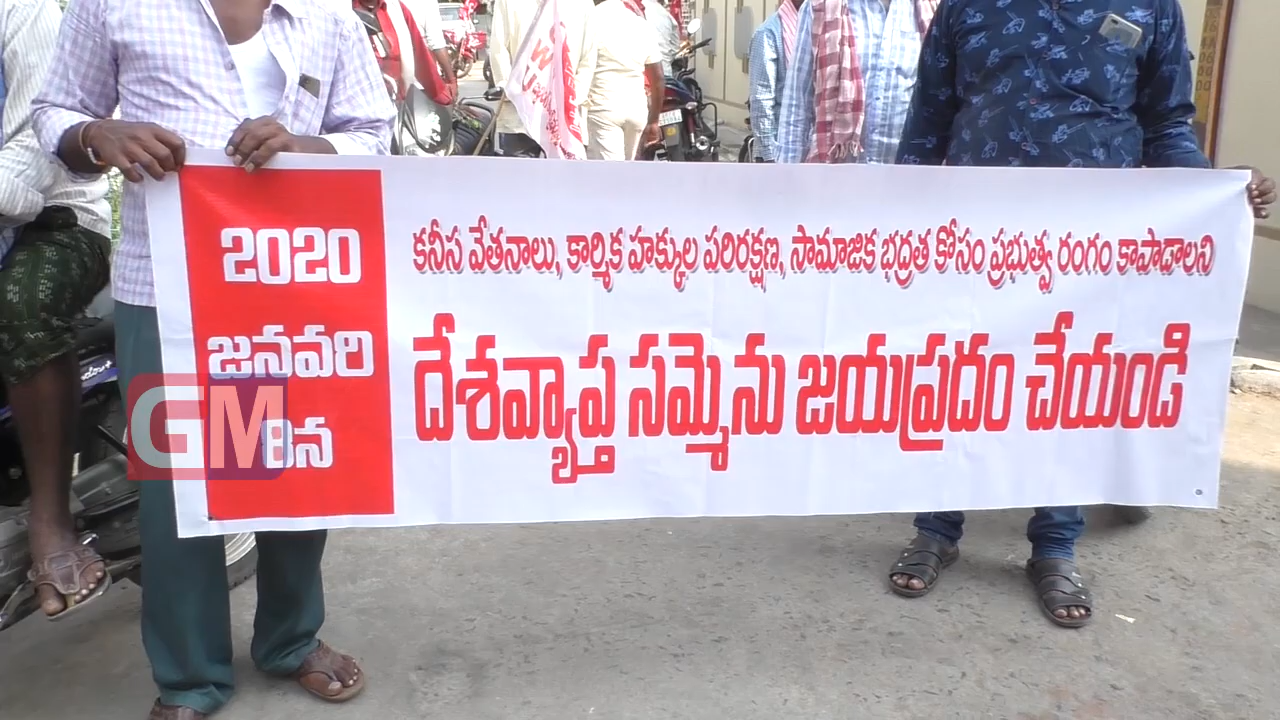 2020
జనవరి
8న
కనీస వేతనాలు, కార్మిక హక్కుల పరిరక్షణ, సామాజిక భద్రత కోసం ప్రభుత్వ రంగం కాపాడాలని
దేశవ్యాప్త సమ్మెను జయప్రదం చేయండి
GM